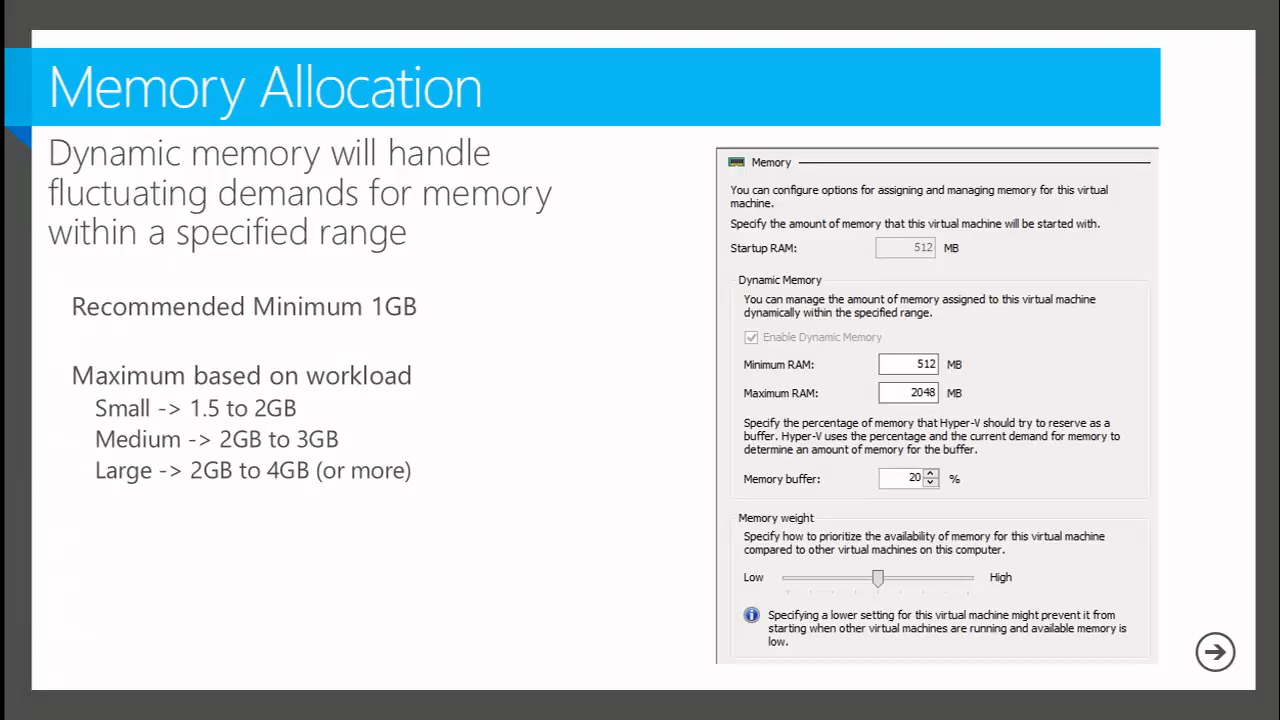 Memory Allocation
Dynamic memory will handle
fluctuating demands for memory
within a specified range
Recommended Minimum 1GB
Maximum based on workload
Small -> 1.5 to 2GB
Medium -> 2GB to 3GB
Large -> 2GB to 4GB (or more)
Memory
You can configure options for assigning and managing memory for this virtual
machine.
Specify the amount of memory that this virtual machine will be started with.
Startup RAM: 512 MB
Dynamic Memory
You can manage the amount of memory assigned to this virtual machine
dynamically within the specified range.
Enable Dynamic Memory
Minimum RAM: 512 MB
Maximum RAM: 2048 MB
Specify the percentage of memory that Hyper-V should try to reserve as a
buffer. Hyper-V uses the percentage and the current demand for memory to
determine an amount of memory for the buffer.
Memory buffer: 20 %
Memory weight
Specify how to prioritize the availability of memory for this virtual machine
compared to other virtual machines on this computer.
Low High
Specifying a lower setting for this virtual machine might prevent it from
starting when other virtual machines are running and available memory is
low.